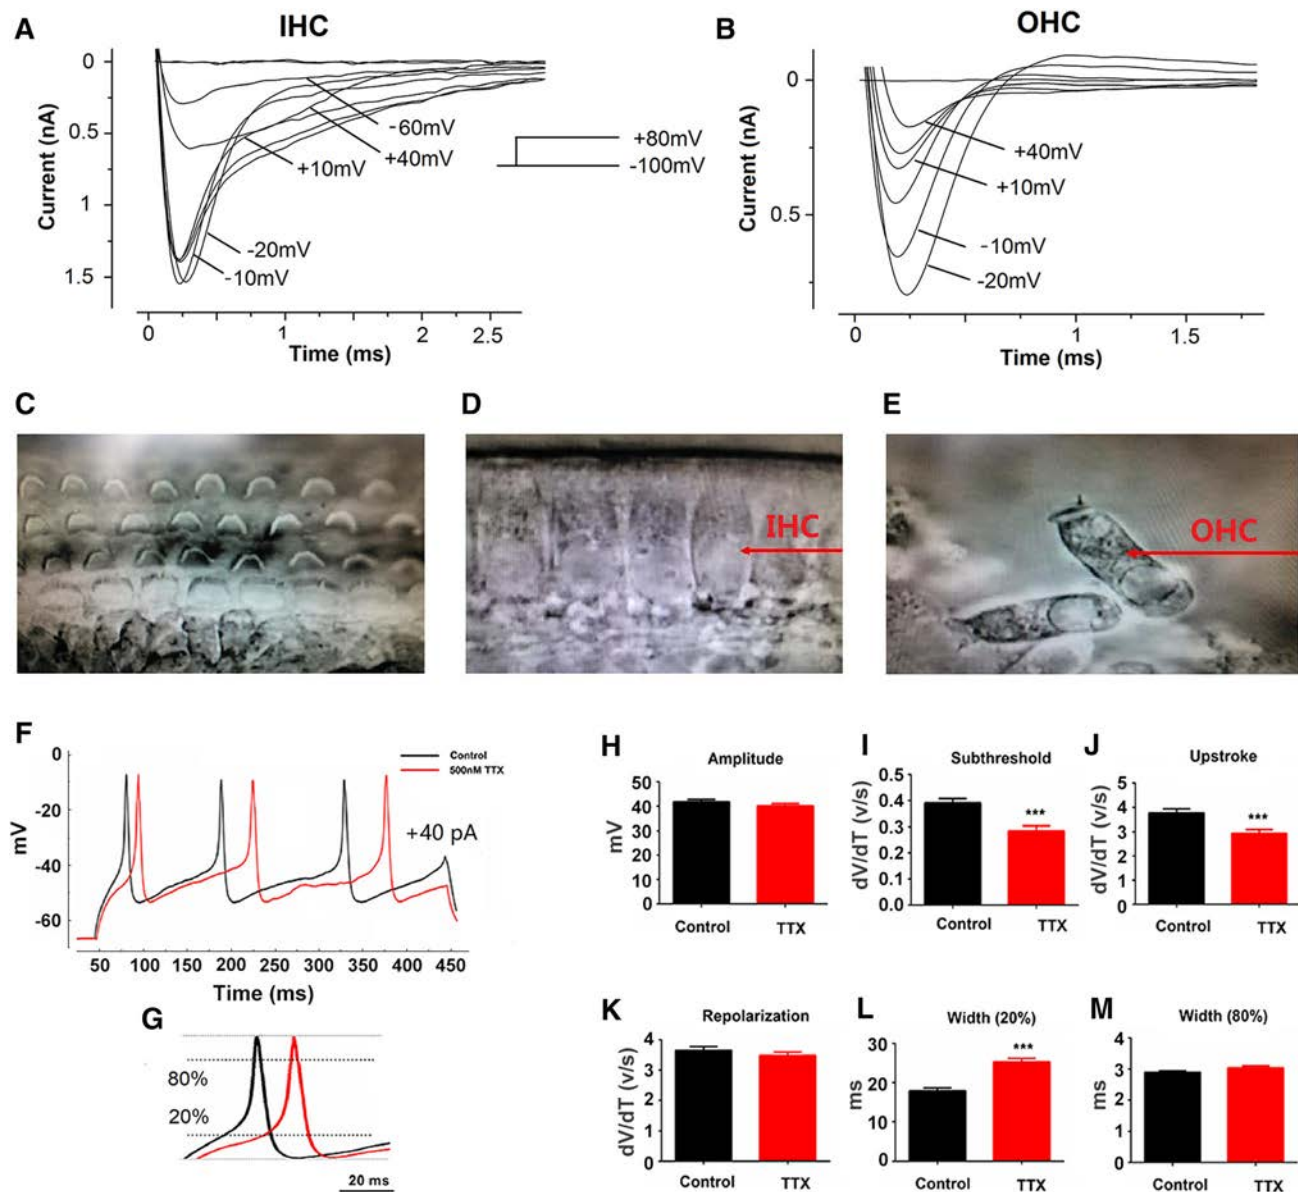 A
IHC
0
0.5
1
1.5
Current (nA)
-60mV
+40mV
+10mV
-20mV
-10mV
0
1
2
2.5
Time (ms)
+80mV
-100mV
B
OHC
0
0.5
Current (nA)
+40mV
+10mV
-10mV
-20mV
0
1
1.5
Time (ms)
C
D
IHC
E
OHC
F
0
-20
-40
-60
mV
Control
500nM TTX
+40 pA
50 100 150 200 250 300 350 400 450
Time (ms)
G
80%
20%
20 ms
H
Amplitude
50
40
30
20
10
0
mV
Control TTX
I
Subthreshold
0.5
0.4
0.3
0.2
0.1
0.0
dV/dT (v/s)
***
Control TTX
J
Upstroke
5
4
3
2
1
0
dV/dT (v/s)
***
Control TTX
K
Repolarization
4
3
2
1
0
dV/dT (v/s)
Control TTX
L
Width (20%)
30
20
10
0
ms
***
Control TTX
M
Width (80%)
4
3
2
1
0
ms
Control TTX